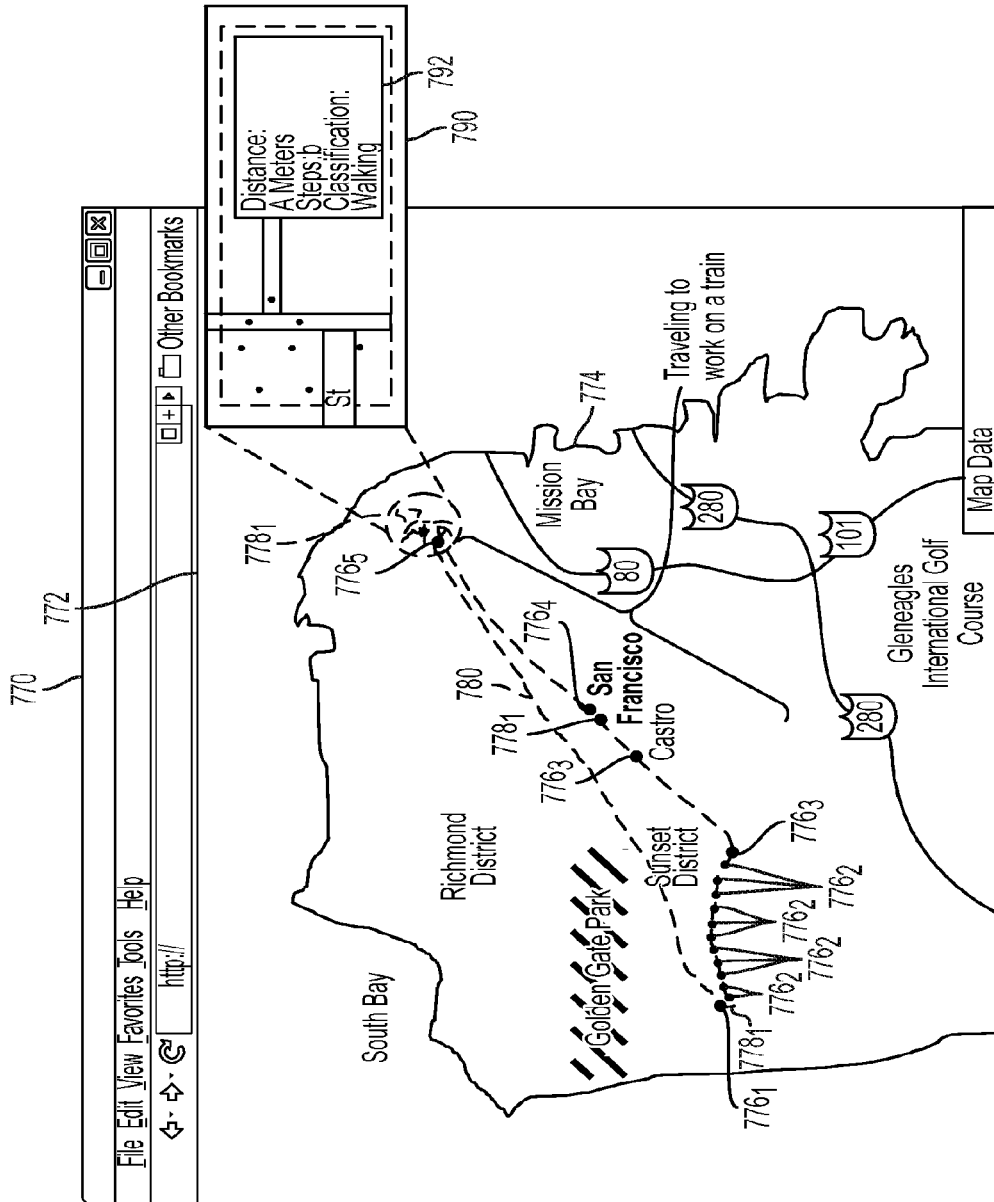 770
772
File Edit View Favorites Tools Help
http://
Other Bookmarks
South Bay
Richmond
District
Golden Gate Park
Sunset
District
San
Francisco
Castro
Mission
Bay
774
Traveling to
work on a train
80
280
101
280
Gleneagles
International Golf
Course
Map Data
St
Distance:
A Meters
Steps:b
Classification:
Walking
792
790
7781
7765
780
7764
7781
7763
7763
7762
7762
7762
7762
7781
7761